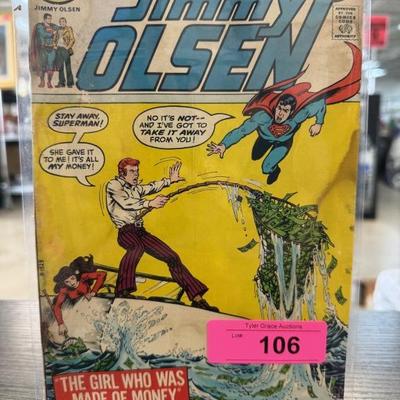 JIMMY OLSEN
JIMMY
OLSEN
APPROVED
BY THE
COMICS
CODE
AUTHORITY
STAY AWAY,
SUPERMAN!
SHE GAVE IT
TO ME! IT'S ALL
MY MONEY!
NO IT'S NOT--
AND I'VE GOT TO
TAKE IT AWAY
FROM YOU!
Tyler Grace Auctions
Lot#
106
"THE GIRL WHO WAS
MADE OF MONEY"